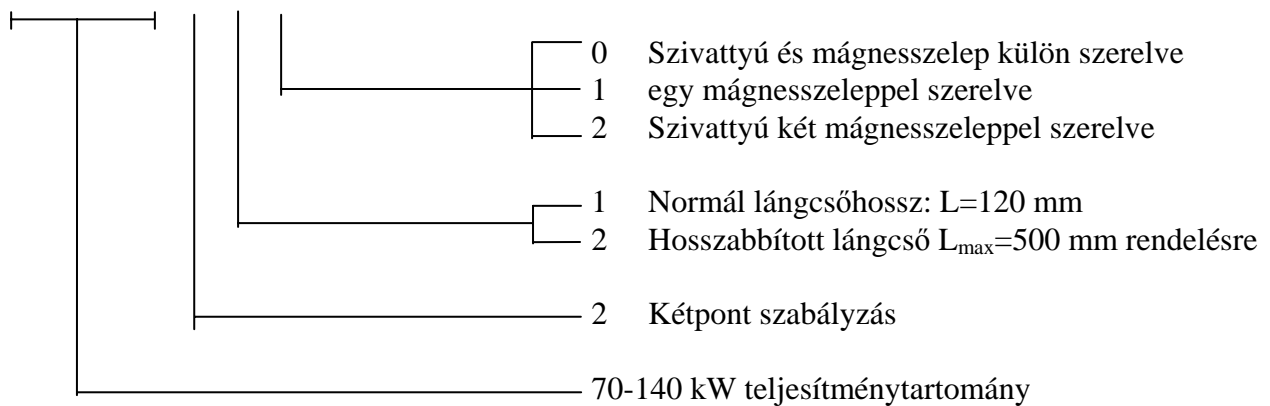 0 Szivattyú és mágnesszelep külön szerelve
1 egy mágnesszeleppel szerelve
2 Szivattyú két mágnesszeleppel szerelve
1 Normál lángcsőhossz: L=120 mm
2 Hosszabbított lángcső Lmax=500 mm rendelésre
2 Kétpont szabályzás
70-140 kW teljesítménytartomány